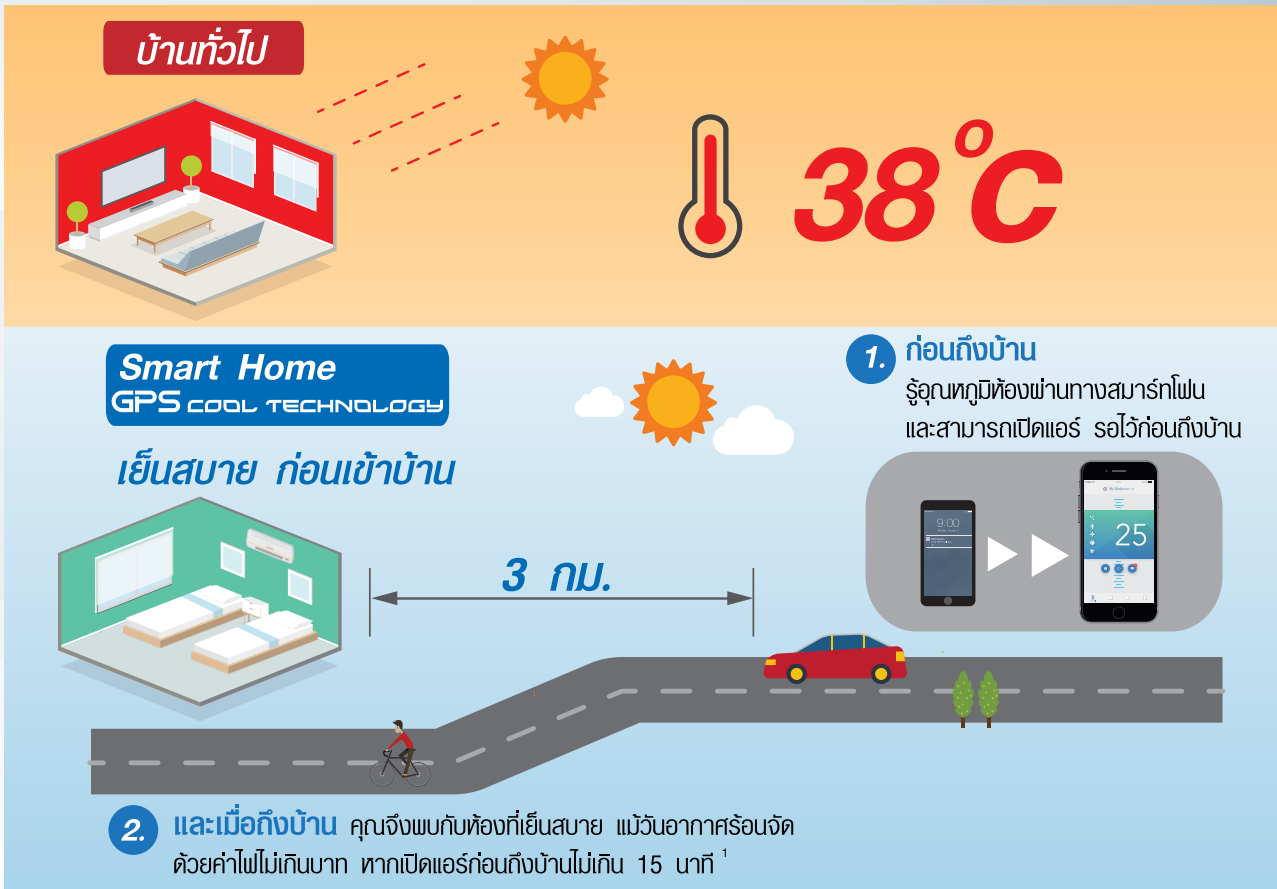 บ้านทั่วไป
38°C
Smart Home
GPS COOL TECHNOLOGY
เย็นสบาย ก่อนเข้าบ้าน
1. ก่อนถึงบ้าน
รู้อุณหภูมิห้องผ่านทางสมาร์ทโฟน
และสามารถเปิดแอร์ รอไว้ก่อนถึงบ้าน
9:00
My Bedroom
25
3 กม.
2. และเมื่อถึงบ้าน คุณจึงพบกับห้องที่เย็นสบาย แม้วันอากาศร้อนจัด
ด้วยค่าไฟไม่เกินบาท หากเปิดแอร์ก่อนถึงบ้านไม่เกิน 15 นาที ¹